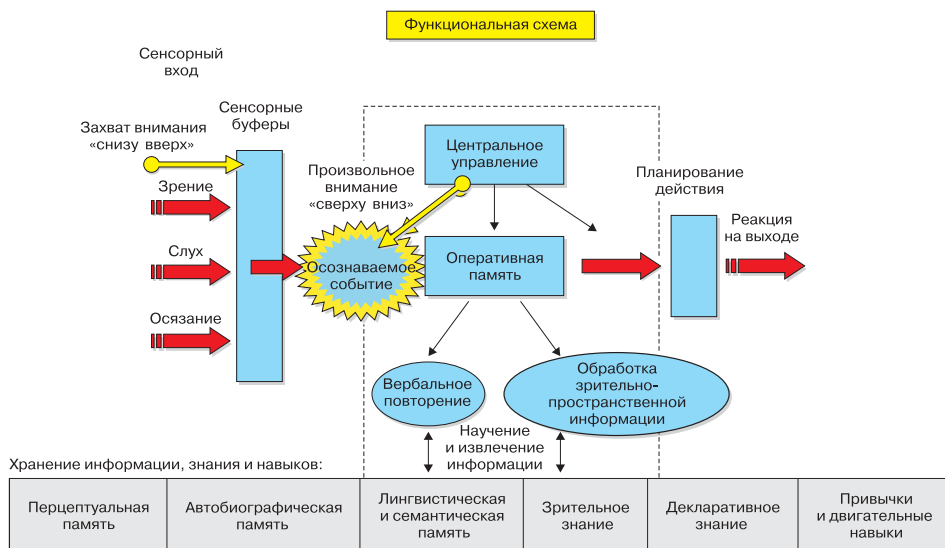 Функциональная схема
Сенсорный
вход
Сенсорные
буферы
Захват внимания
«снизу вверх»
Зрение
Слух
Осязание
Произвольное
внимание
«сверху вниз»
Осознаваемое
событие
Центральное
управление
Оперативная
память
Планирование
действия
Реакция
на выходе
Вербальное
повторение
Обработка
зрительно-
пространственной
информации
Научение
и извлечение
информации
Хранение информации, знания и навыков:
Перцептуальная
память
Автобиографическая
память
Лингвистическая
и семантическая
память
Зрительное
знание
Декларативное
знание
Привычки
и двигательные
навыки